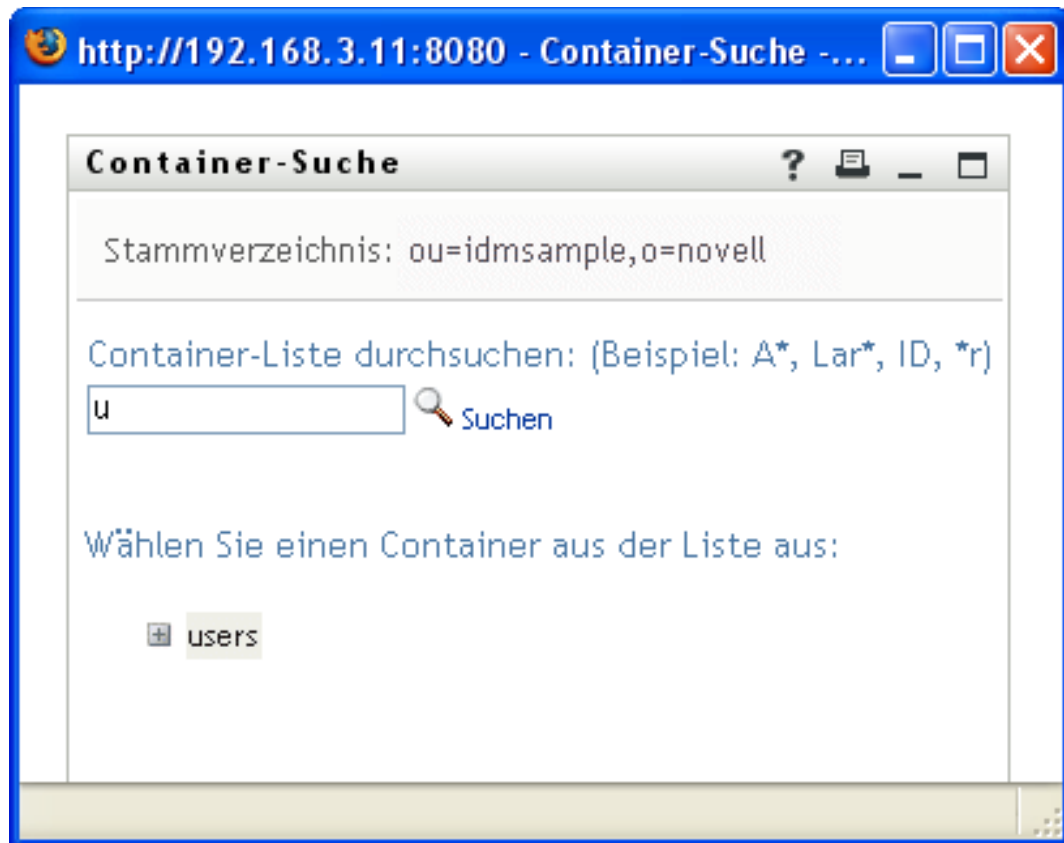 http://192.168.3.11:8080 - Container-Suche -...
Container-Suche ?
Stammverzeichnis: ou=idmsample,o=novell
Container-Liste durchsuchen: (Beispiel: A*, Lar*, ID, *r)
u Suchen
Wählen Sie einen Container aus der Liste aus:
users